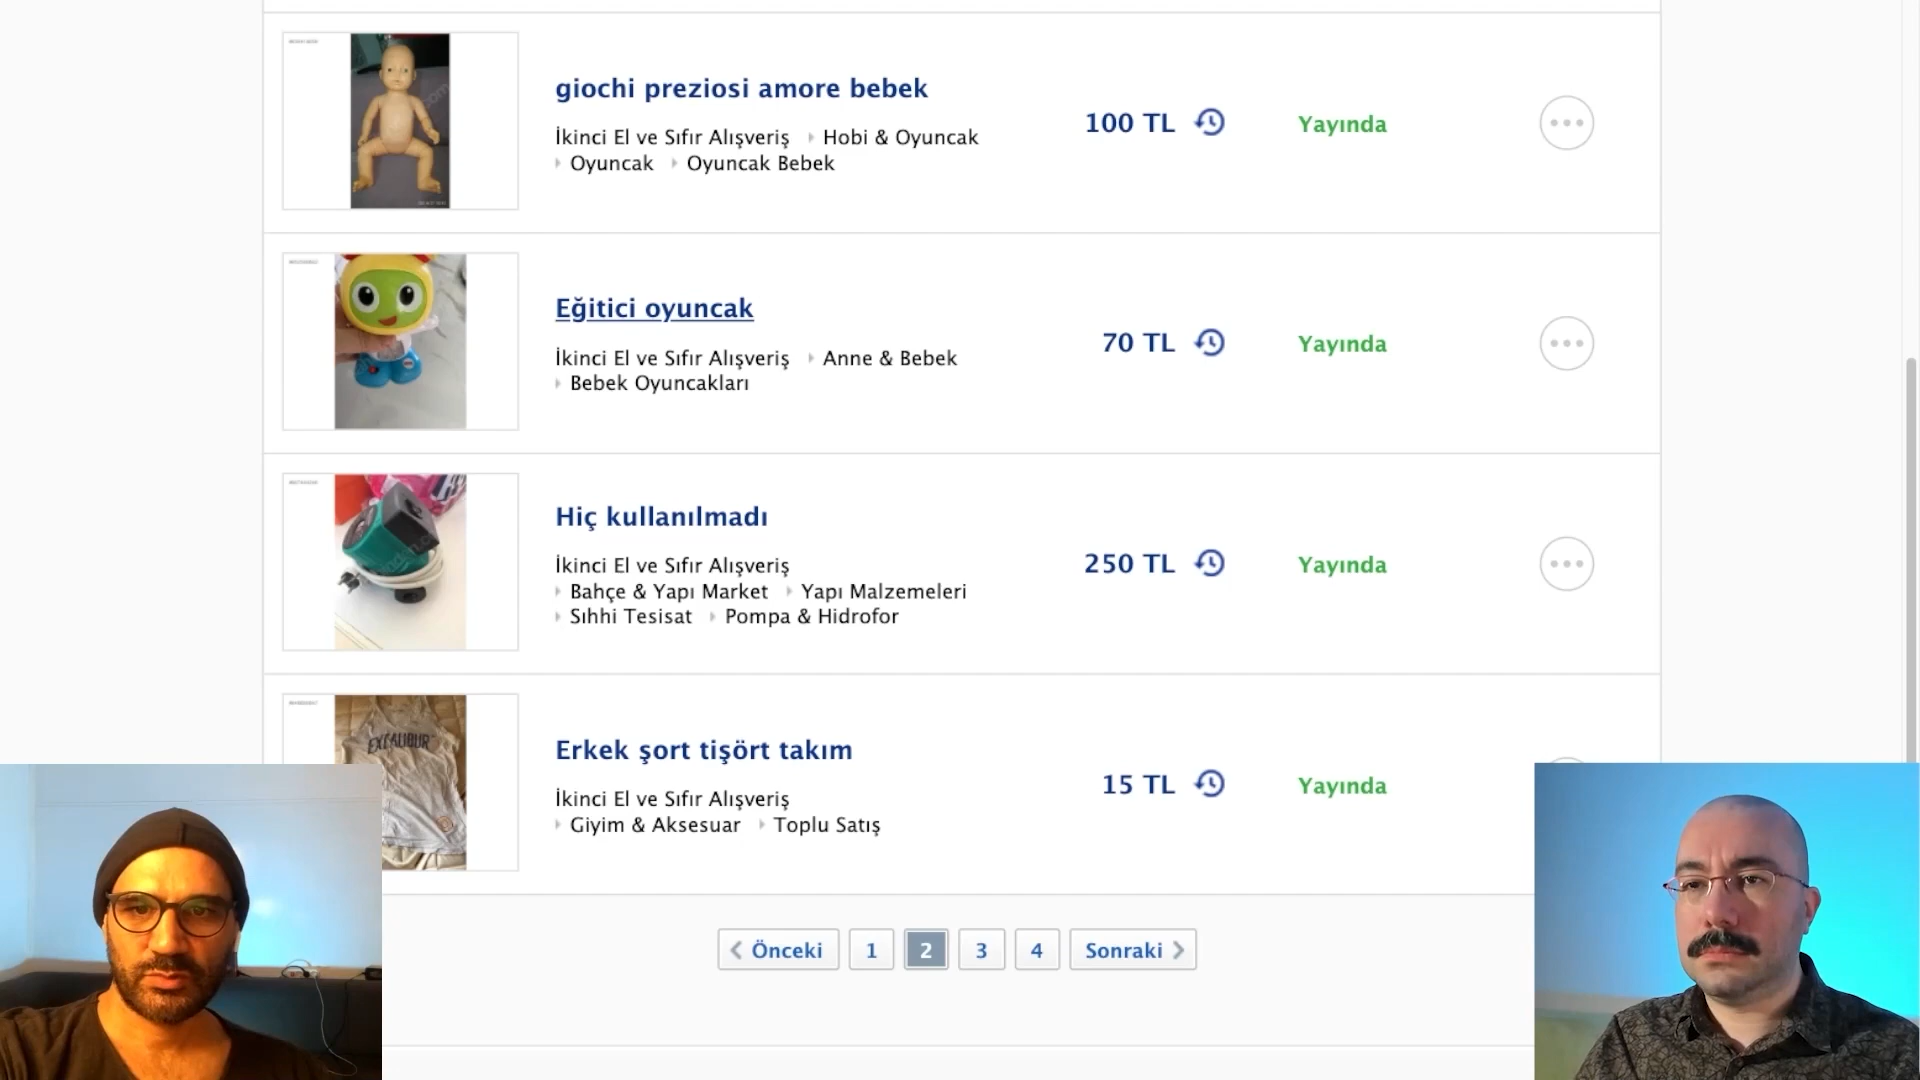 giochi preziosi amore bebek
İkinci El ve Sıfır Alışveriş Hobi & Oyuncak
Oyuncak Oyuncak Bebek
100 TL
Yayında
Eğitici oyuncak
İkinci El ve Sıfır Alışveriş Anne & Bebek
Bebek Oyuncakları
70 TL
Yayında
Hiç kullanılmadı
İkinci El ve Sıfır Alışveriş
Bahçe & Yapı Market Yapı Malzemeleri
Sıhhi Tesisat Pompa & Hidrofor
250 TL
Yayında
EXCALIBUR
Erkek şort tişört takım
İkinci El ve Sıfır Alışveriş
Giyim & Aksesuar Toplu Satış
15 TL
Yayında
Önceki 1 2 3 4 Sonraki